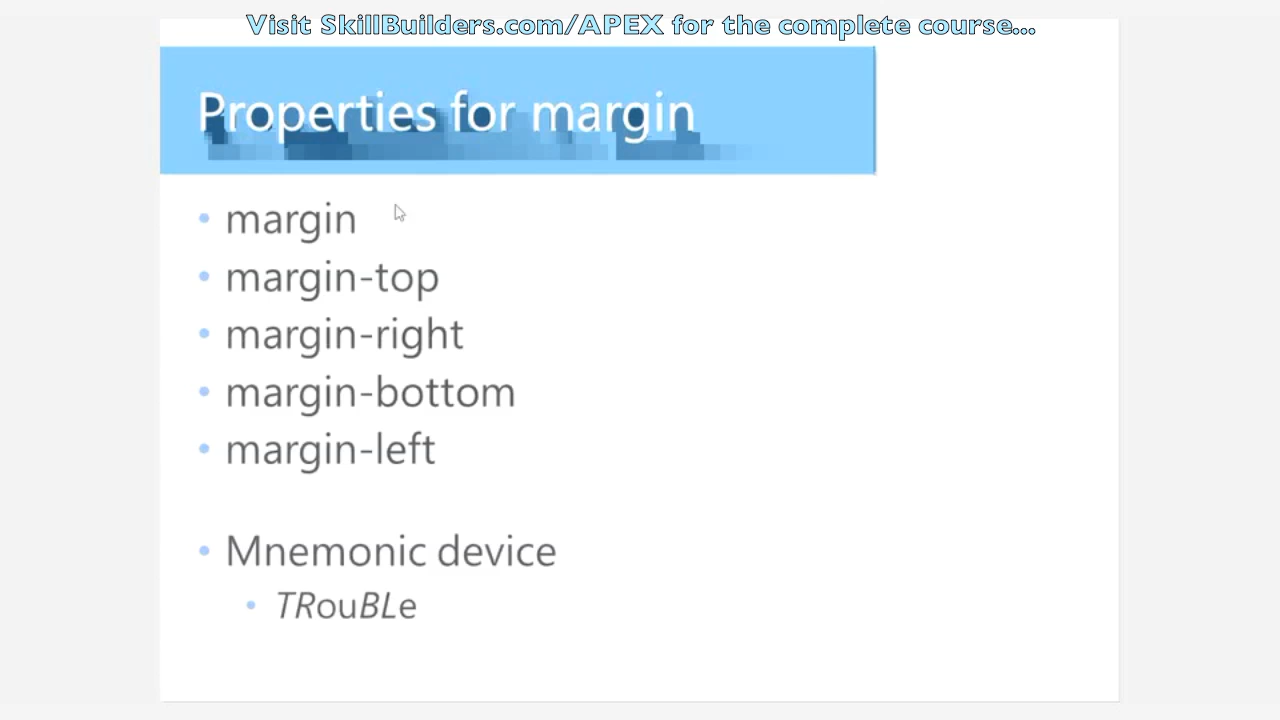 Visit SkillBuilders.com/APEX for the complete course...
Properties for margin
• margin
• margin-top
• margin-right
• margin-bottom
• margin-left
• Mnemonic device
• TRouBLe